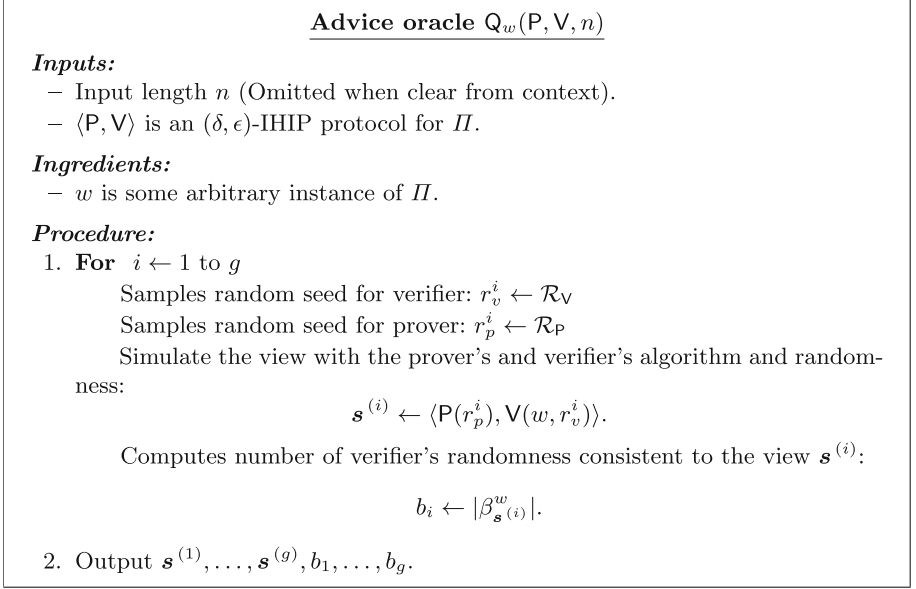 Advice oracle Q_w(P, V, n)
Inputs:
− Input length n (Omitted when clear from context).
− ⟨P, V⟩ is an (δ, ϵ)-IHIP protocol for Π.
Ingredients:
− w is some arbitrary instance of Π.
Procedure:
1. For i ← 1 to g
Samples random seed for verifier: r_v^i ← R_V
Samples random seed for prover: r_p^i ← R_P
Simulate the view with the prover's and verifier's algorithm and random-
ness:
s^(i) ← ⟨P(r_p^i), V(w, r_v^i)⟩.
Computes number of verifier's randomness consistent to the view s^(i):
b_i ← |β^w_{s^(i)}|.
2. Output s^(1), . . . , s^(g), b_1, . . . , b_g.